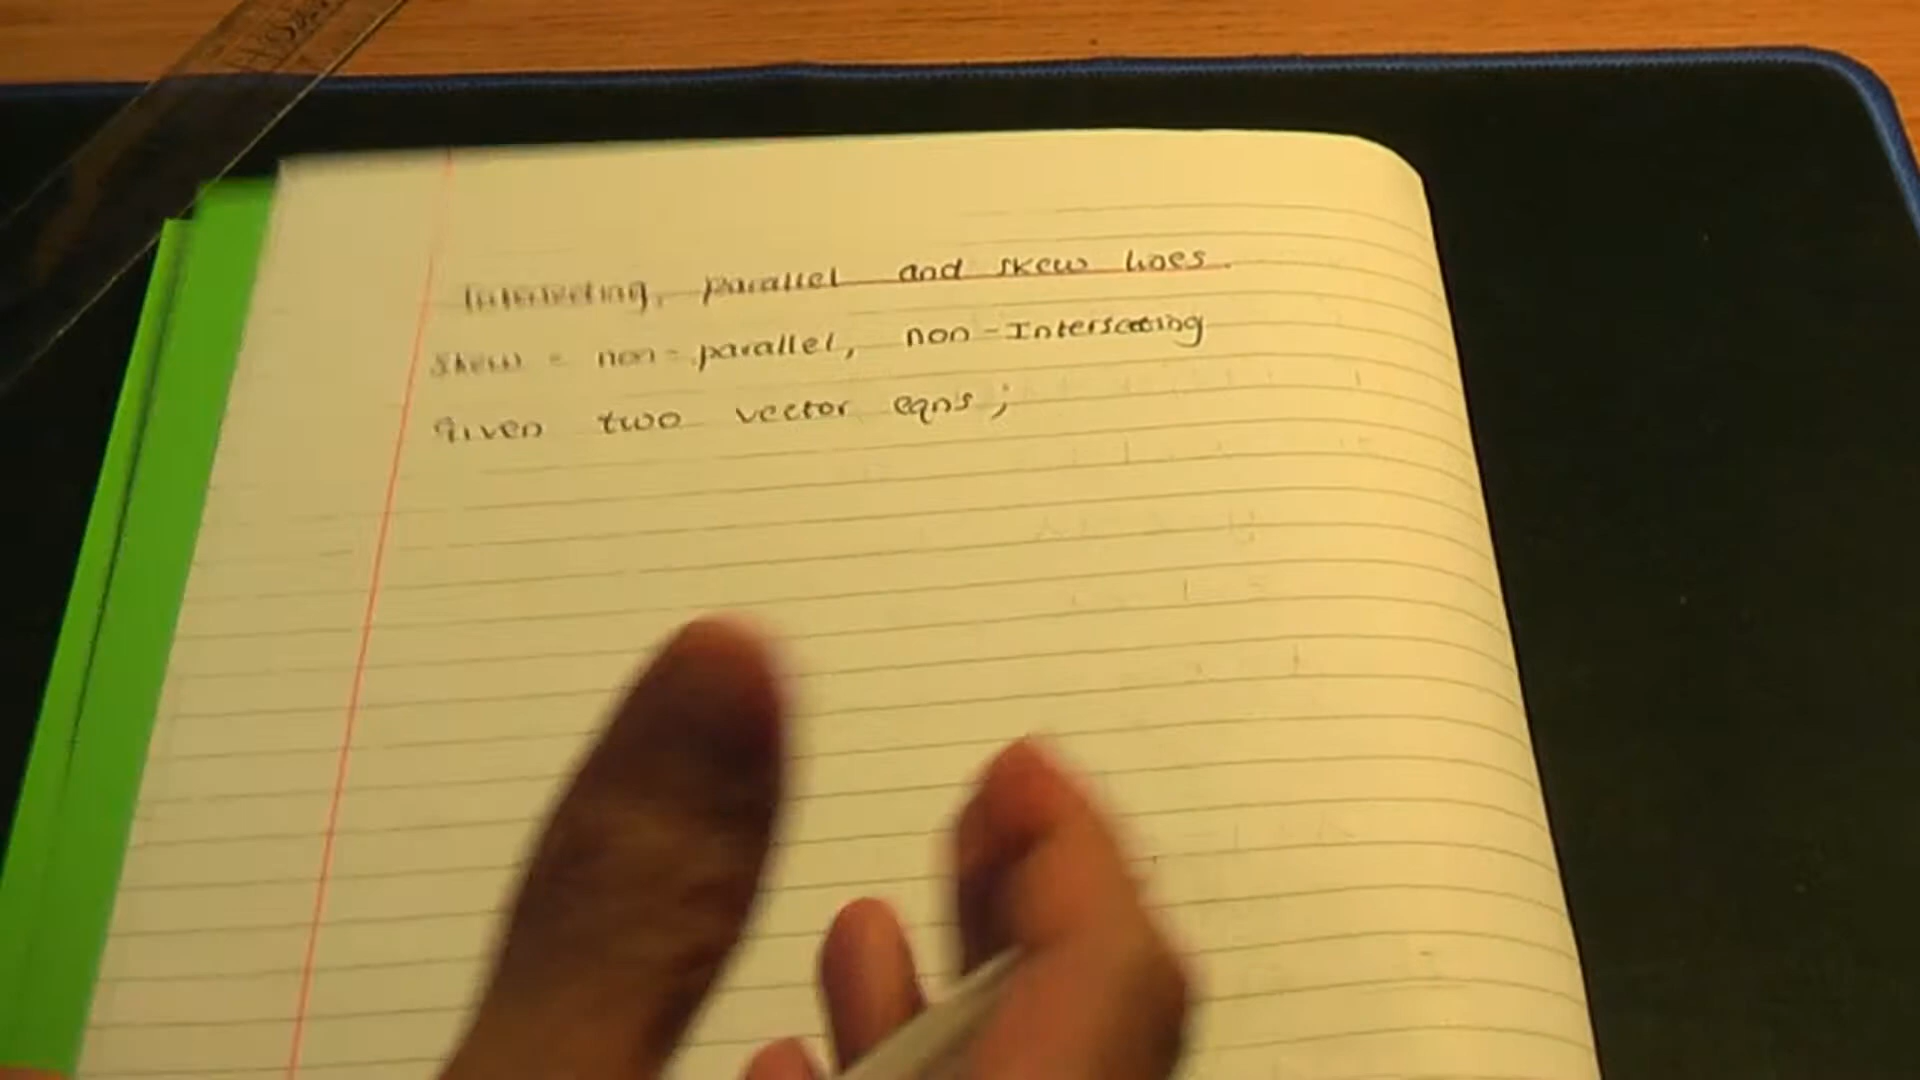 Intersecting, parallel and skew lines.
Skew = non-parallel, non-Intersecting
Given two vector eqn's;